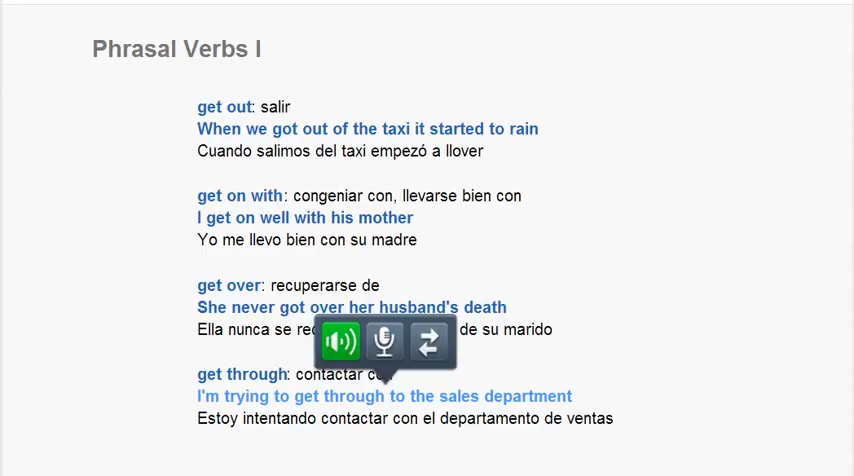 Phrasal Verbs I
get out: salir
When we got out of the taxi it started to rain
Cuando salimos del taxi empezó a llover
get on with: congeniar con, llevarse bien con
I get on well with his mother
Yo me llevo bien con su madre
get over: recuperarse de
She never got over her husband's death
Ella nunca se de su marido
get through: contactar
I'm trying to get through to the sales department
Estoy intentando contactar con el departamento de ventas